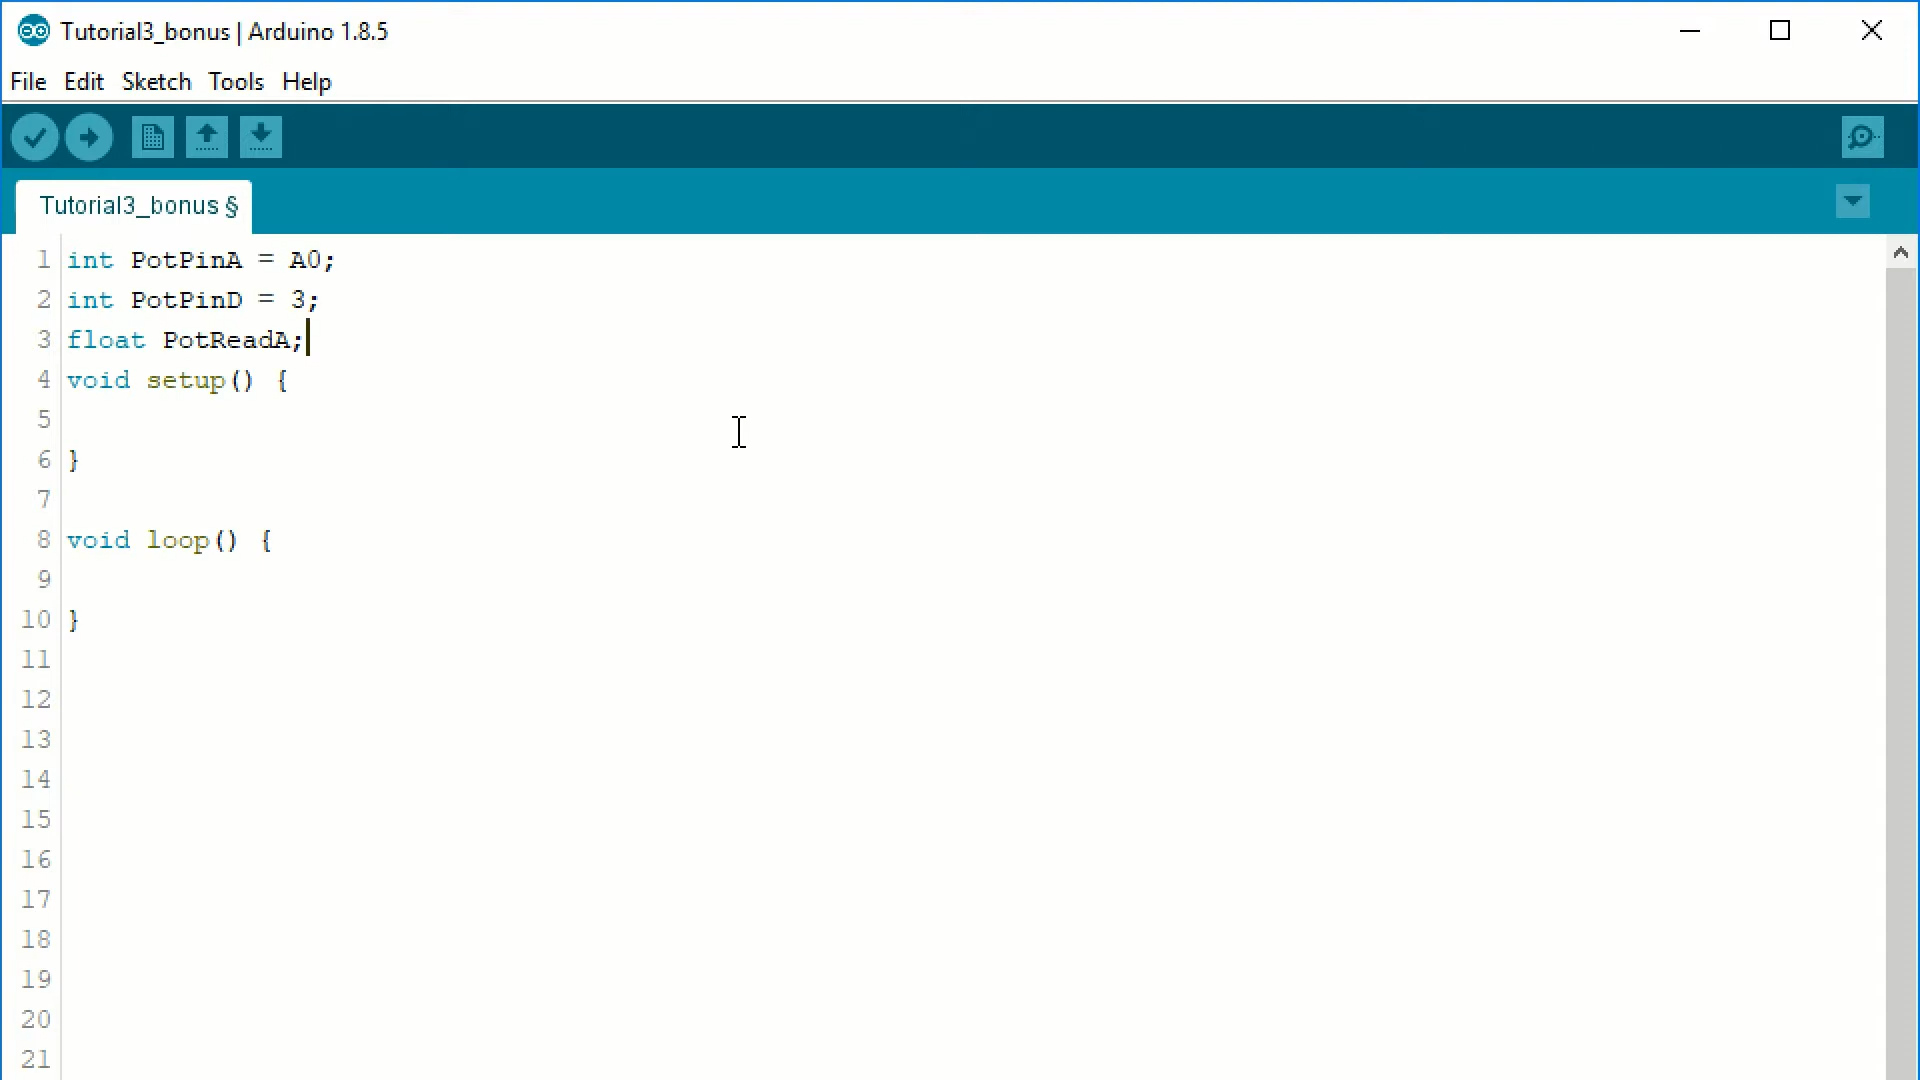 Tutorial3_bonus | Arduino 1.8.5
File Edit Sketch Tools Help
Tutorial3_bonus §
1 int PotPinA = A0;
2 int PotPinD = 3;
3 float PotReadA;
4 void setup() {
5
6 }
7
8 void loop() {
9
10 }
11
12
13
14
15
16
17
18
19
20
21